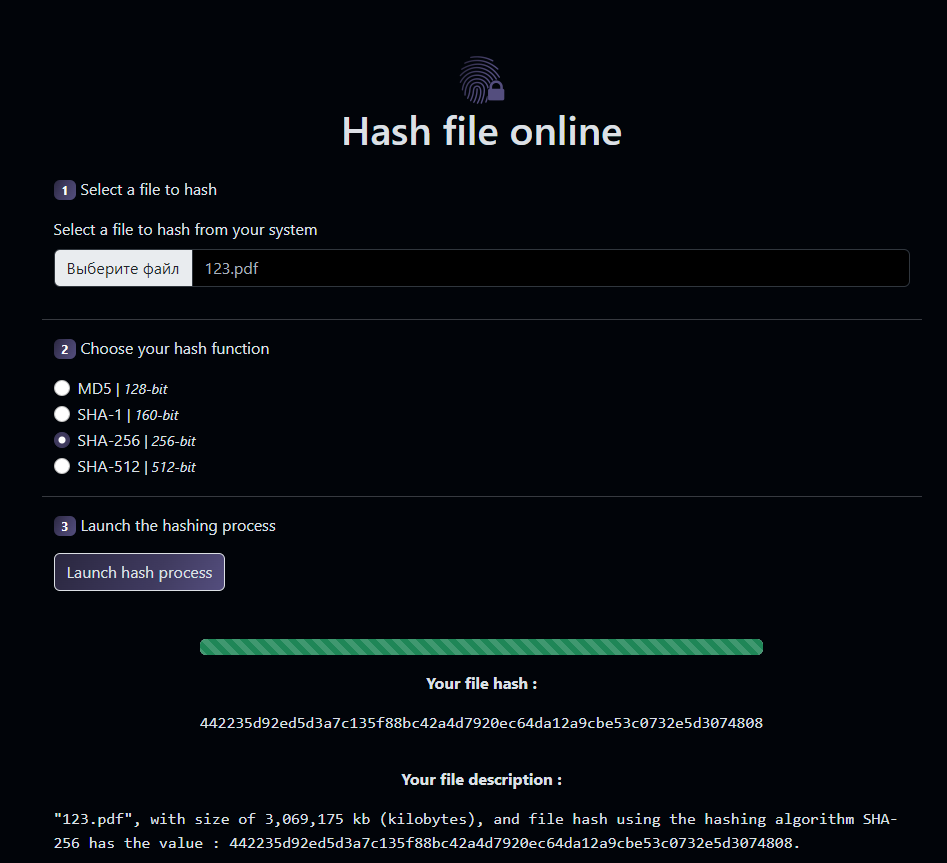 Hash file online
1 Select a file to hash
Select a file to hash from your system
Выберите файл 123.pdf
2 Choose your hash function
MD5 | 128-bit
SHA-1 | 160-bit
SHA-256 | 256-bit
SHA-512 | 512-bit
3 Launch the hashing process
Launch hash process
Your file hash :
442235d92ed5d3a7c135f88bc42a4d7920ec64da12a9cbe53c0732e5d3074808
Your file description :
"123.pdf", with size of 3,069,175 kb (kilobytes), and file hash using the hashing algorithm SHA-
256 has the value : 442235d92ed5d3a7c135f88bc42a4d7920ec64da12a9cbe53c0732e5d3074808.